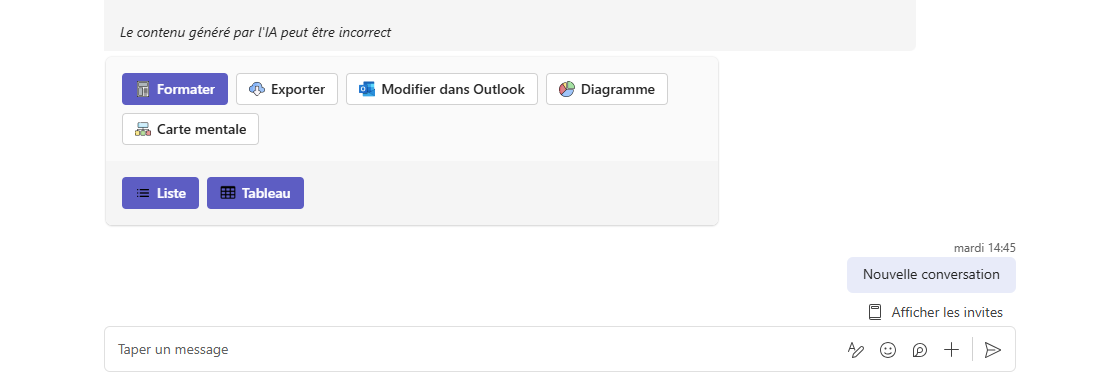 Le contenu généré par l'IA peut être incorrect
Formater Exporter Modifier dans Outlook Diagramme
Carte mentale
Liste Tableau
mardi 14:45
Nouvelle conversation
Afficher les invites
Taper un message